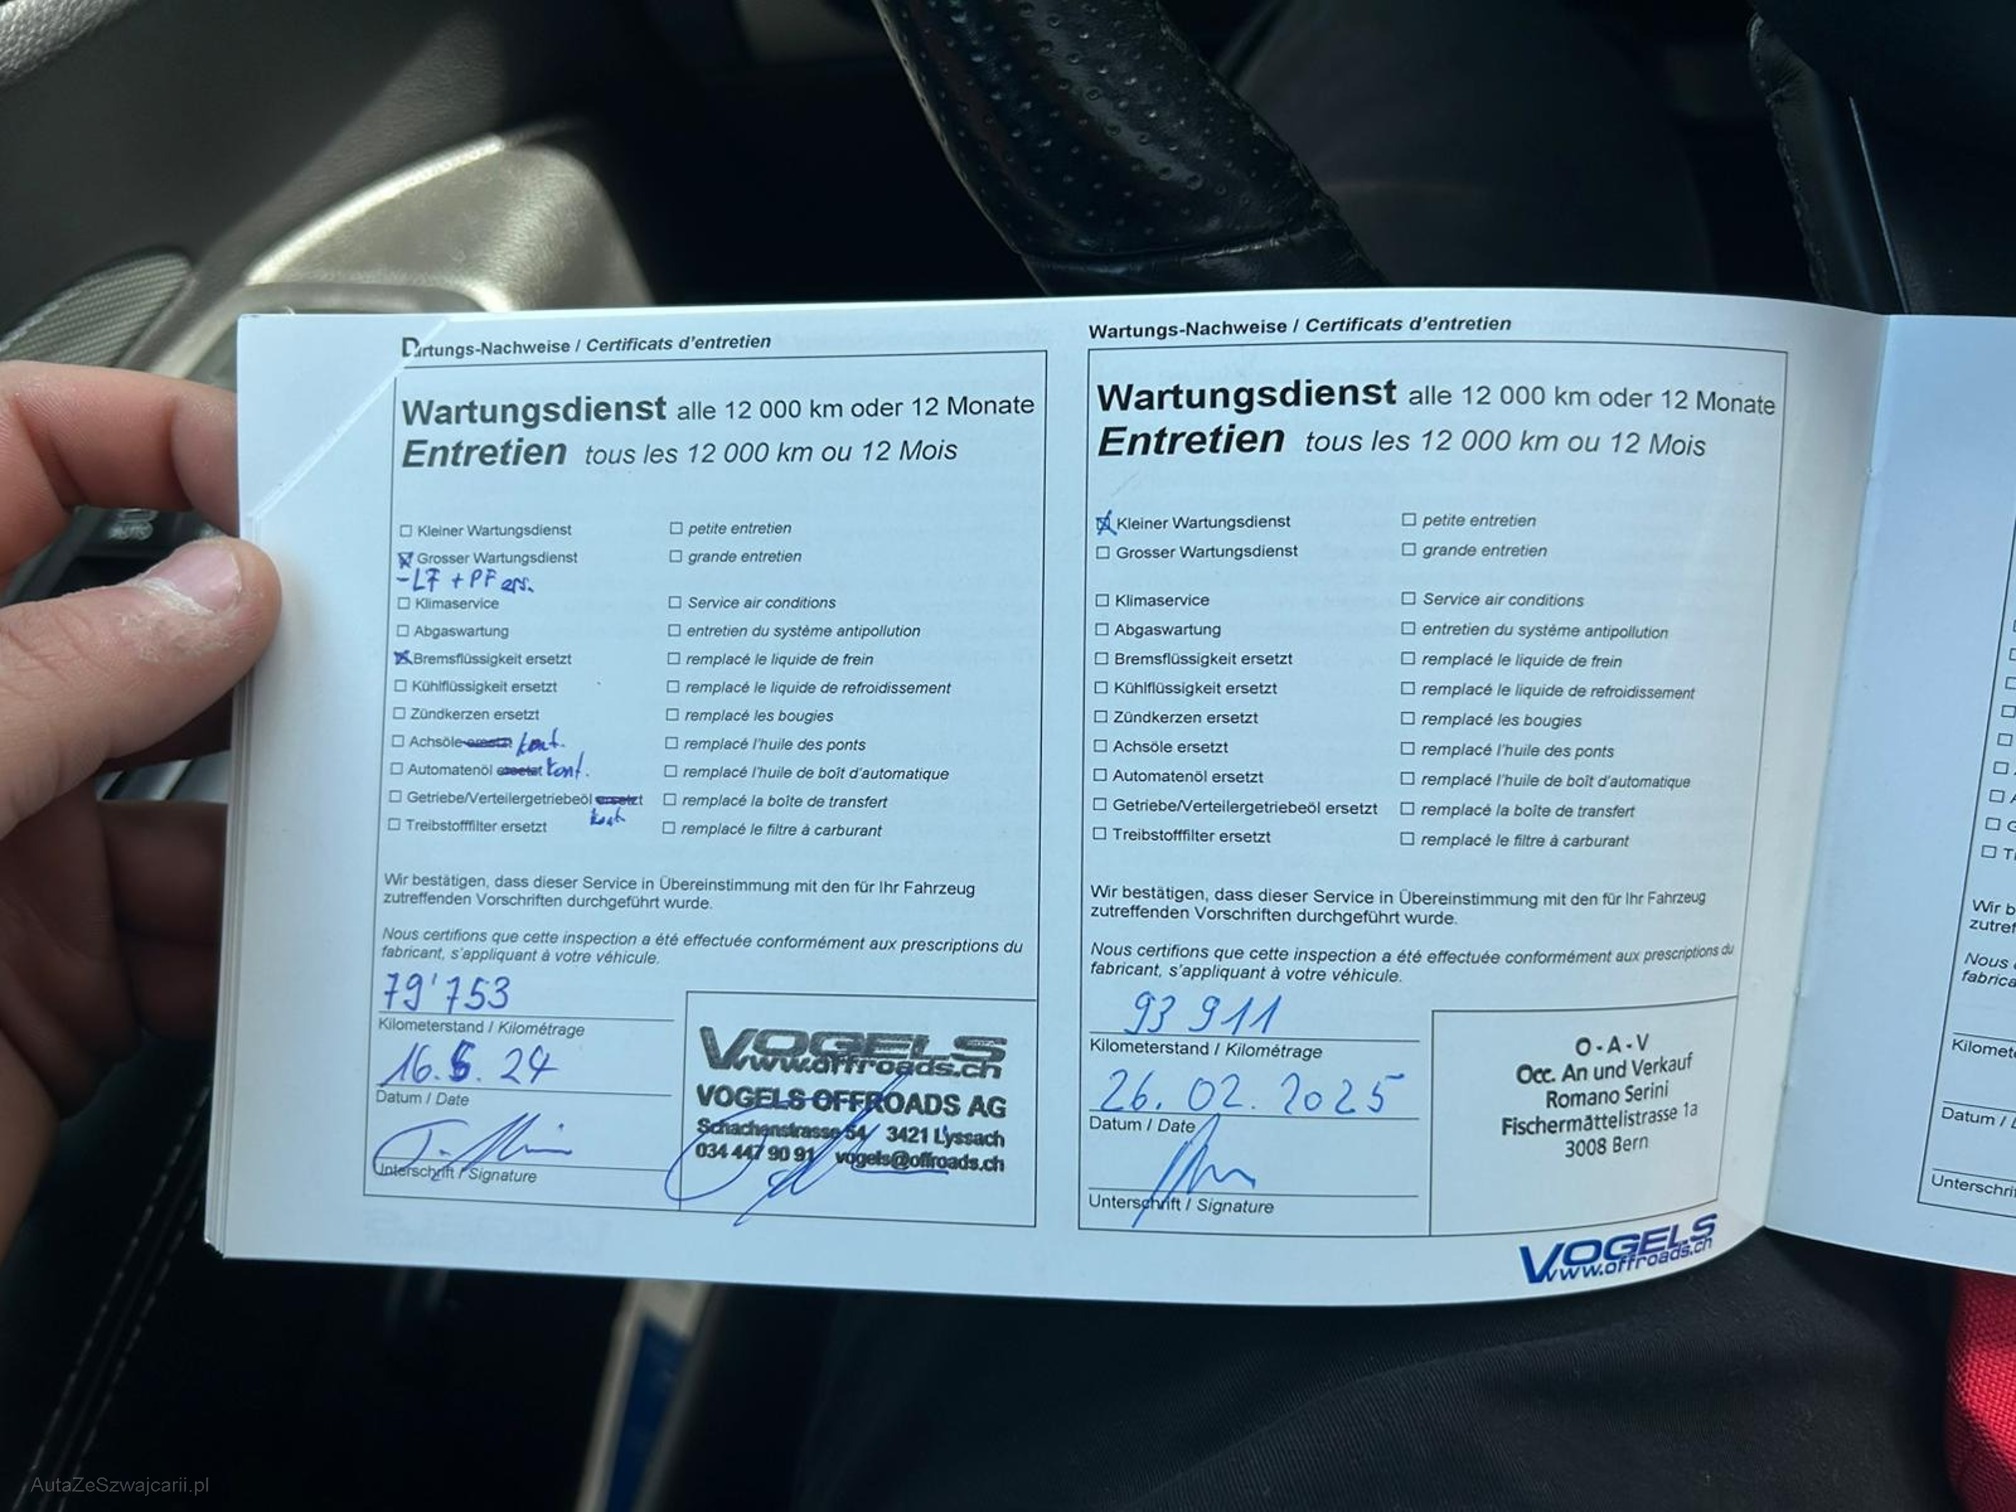 Wartungs-Nachweise / Certificats d'entretien
Wartungsdienst alle 12 000 km oder 12 Monate
Entretien tous les 12 000 km ou 12 Mois
Kleiner Wartungsdienst petite entretien
Grosser Wartungsdienst grande entretien
-LF + PF ers.
Klimaservice Service air conditions
Abgaswartung entretien du système antipollution
Bremsflüssigkeit ersetzt remplacé le liquide de frein
Kühlflüssigkeit ersetzt remplacé le liquide de refroidissement
Zündkerzen ersetzt remplacé les bougies
Achsöle ersetzt kont. remplacé l'huile des ponts
Automatenöl ersetzt kont. remplacé l'huile de boît d'automatique
Getriebe/Verteilergetriebeöl ersetzt remplacé la boîte de transfert
kont
Treibstofffilter ersetzt remplacé le filtre à carburant
Wir bestätigen, dass dieser Service in Übereinstimmung mit den für Ihr Fahrzeug
zutreffenden Vorschriften durchgeführt wurde.
Nous certifions que cette inspection a été effectuée conformément aux prescriptions du
fabricant, s'appliquant à votre véhicule.
79'753
Kilometerstand / Kilométrage
16.5.24
Datum / Date
Unterschrift / Signature
VOGELS
www.offroads.ch
VOGELS OFFROADS AG
Schachenstrasse 54 3421 Lyssach
034 447 90 91 vogels@offroads.ch
Wartungs-Nachweise / Certificats d'entretien
Wartungsdienst alle 12 000 km oder 12 Monate
Entretien tous les 12 000 km ou 12 Mois
Kleiner Wartungsdienst petite entretien
Grosser Wartungsdienst grande entretien
Klimaservice Service air conditions
Abgaswartung entretien du système antipollution
Bremsflüssigkeit ersetzt remplacé le liquide de frein
Kühlflüssigkeit ersetzt remplacé le liquide de refroidissement
Zündkerzen ersetzt remplacé les bougies
Achsöle ersetzt remplacé l'huile des ponts
Automatenöl ersetzt remplacé l'huile de boît d'automatique
Getriebe/Verteilergetriebeöl ersetzt remplacé la boîte de transfert
Treibstofffilter ersetzt remplacé le filtre à carburant
Wir bestätigen, dass dieser Service in Übereinstimmung mit den für Ihr Fahrzeug
zutreffenden Vorschriften durchgeführt wurde.
Nous certifions que cette inspection a été effectuée conformément aux prescriptions du
fabricant, s'appliquant à votre véhicule.
93 911
Kilometerstand / Kilométrage
26. 02. 2025
Datum / Date
Unterschrift / Signature
O - A - V
Occ. An und Verkauf
Romano Serini
Fischermättelistrasse 1a
3008 Bern
VOGELS
www.offroads.ch
Wir b
zutref
Nous
fabrica
Kilomet
Datum /
Unterschri
AutaZeSzwajcarii.pl